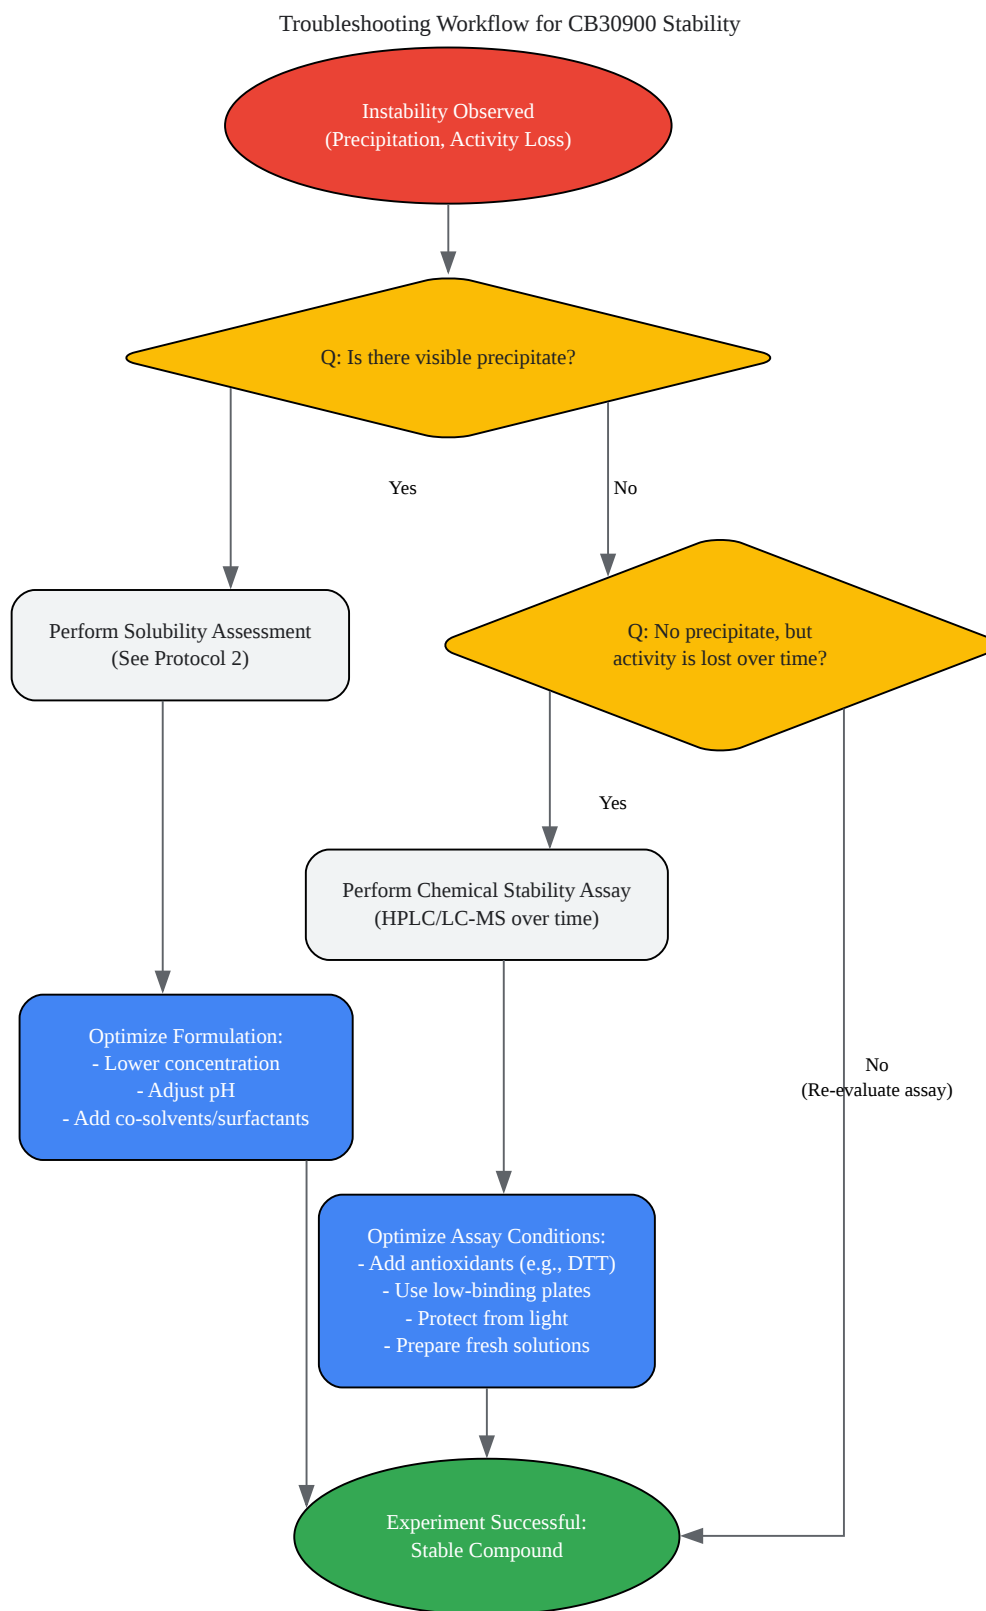 Troubleshooting Workflow for CB30900 Stability
Instability Observed
(Precipitation, Activity Loss)
Q: Is there visible precipitate?
Yes
No
Perform Solubility Assessment
(See Protocol 2)
Q: No precipitate, but
activity is lost over time?
Yes
Perform Chemical Stability Assay
(HPLC/LC-MS over time)
Optimize Formulation:
- Lower concentration
- Adjust pH
- Add co-solvents/surfactants
No
(Re-evaluate assay)
Optimize Assay Conditions:
- Add antioxidants (e.g., DTT)
- Use low-binding plates
- Protect from light
- Prepare fresh solutions
Experiment Successful:
Stable Compound